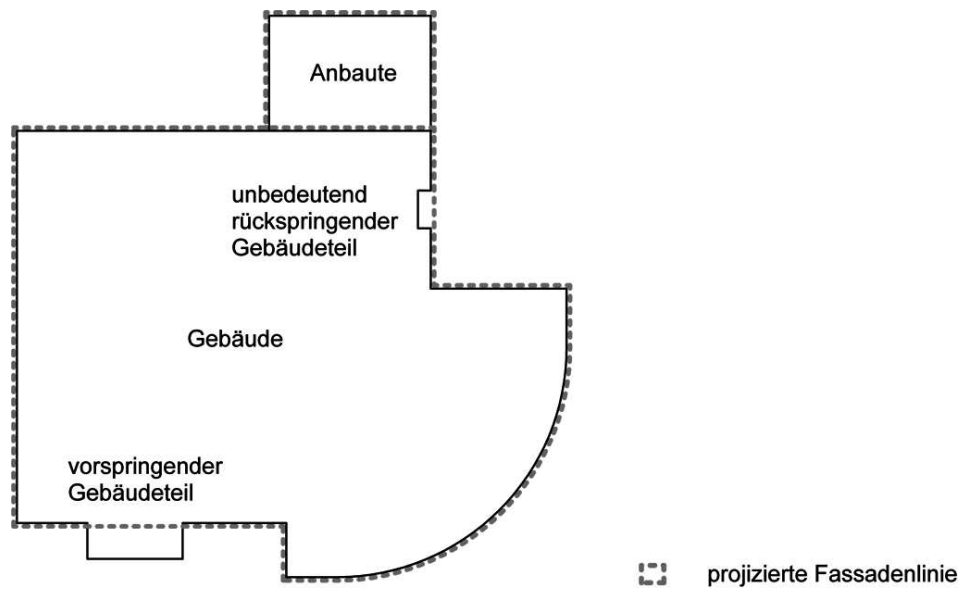 Anbaute
unbedeutend
rückspringender
Gebäudeteil
Gebäude
vorspringender
Gebäudeteil
projizierte Fassadenlinie